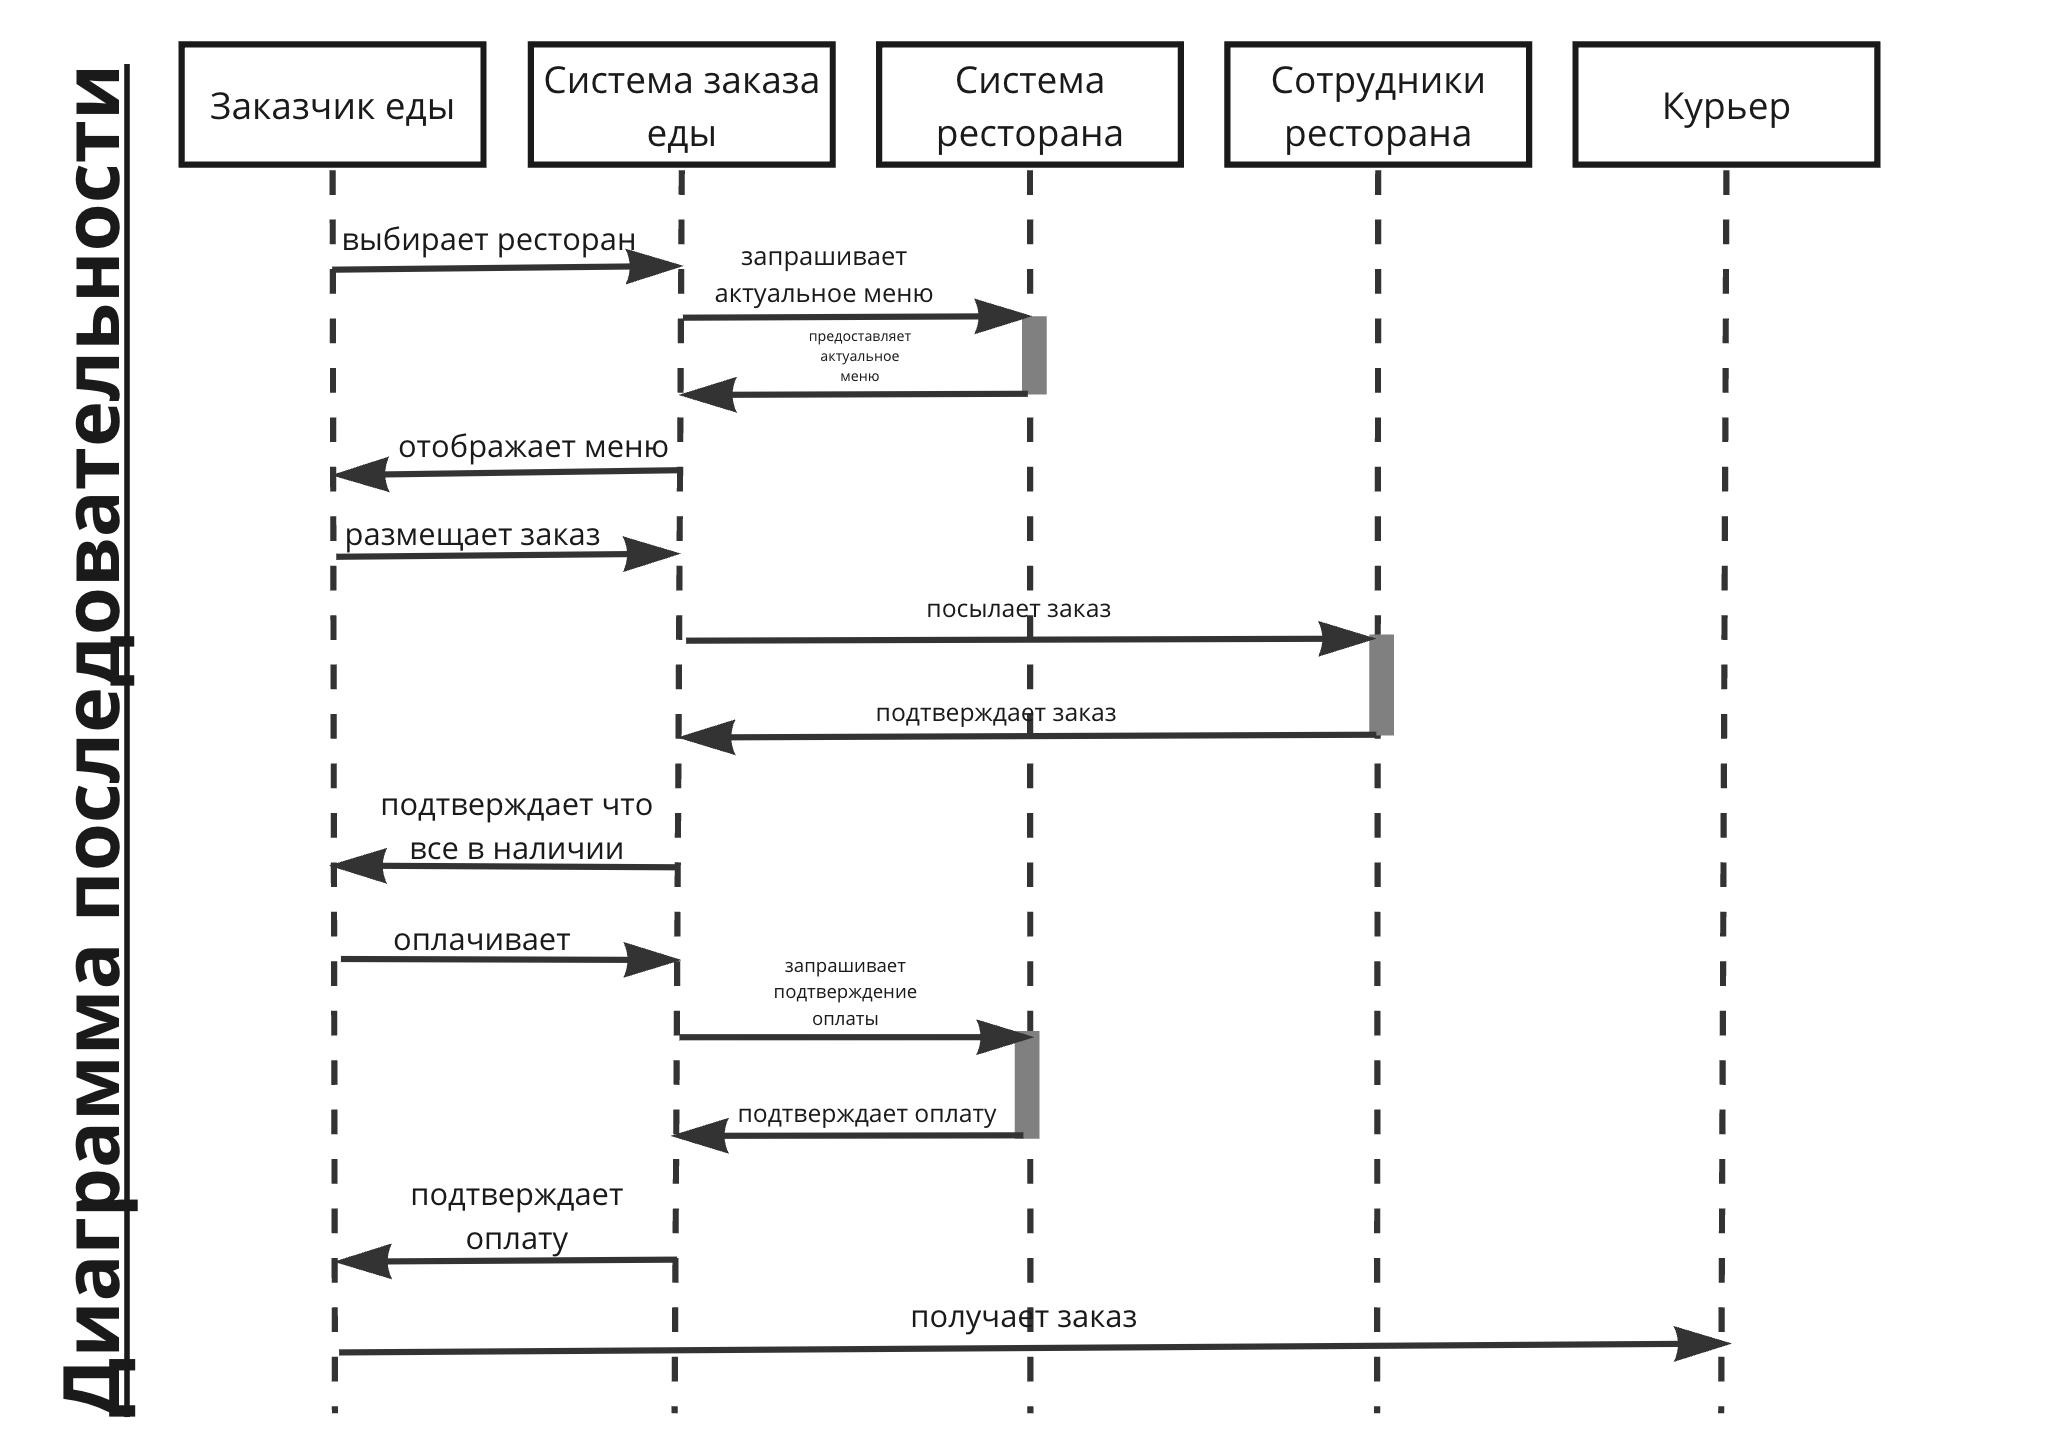 Диаграмма последовательности
Заказчик еды
Система заказа
еды
Система
ресторана
Сотрудники
ресторана
Курьер
выбирает ресторан
запрашивает
актуальное меню
предоставляет
актуальное
меню
отображает меню
размещает заказ
посылает заказ
подтверждает заказ
подтверждает что
все в наличии
оплачивает
запрашивает
подтверждение
оплаты
подтверждает оплату
подтверждает
оплату
получает заказ